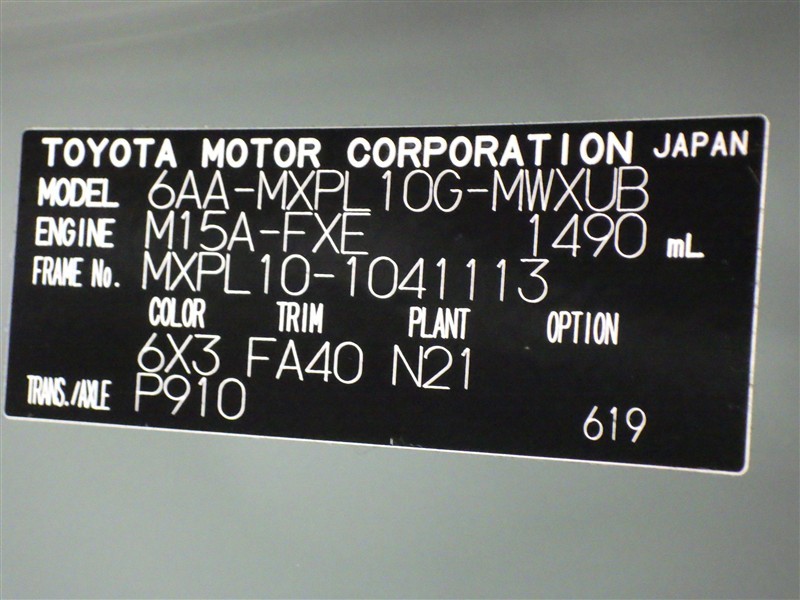 TOYOTA MOTOR CORPORATION JAPAN
MODEL 6AA-MXPL10G-MWXUB
ENGINE M15A-FXE 1490 mL
FRAME No. MXPL10-1041113
COLOR TRIM PLANT OPTION
6X3 FA40 N21
TRANS./AXLE P910
619